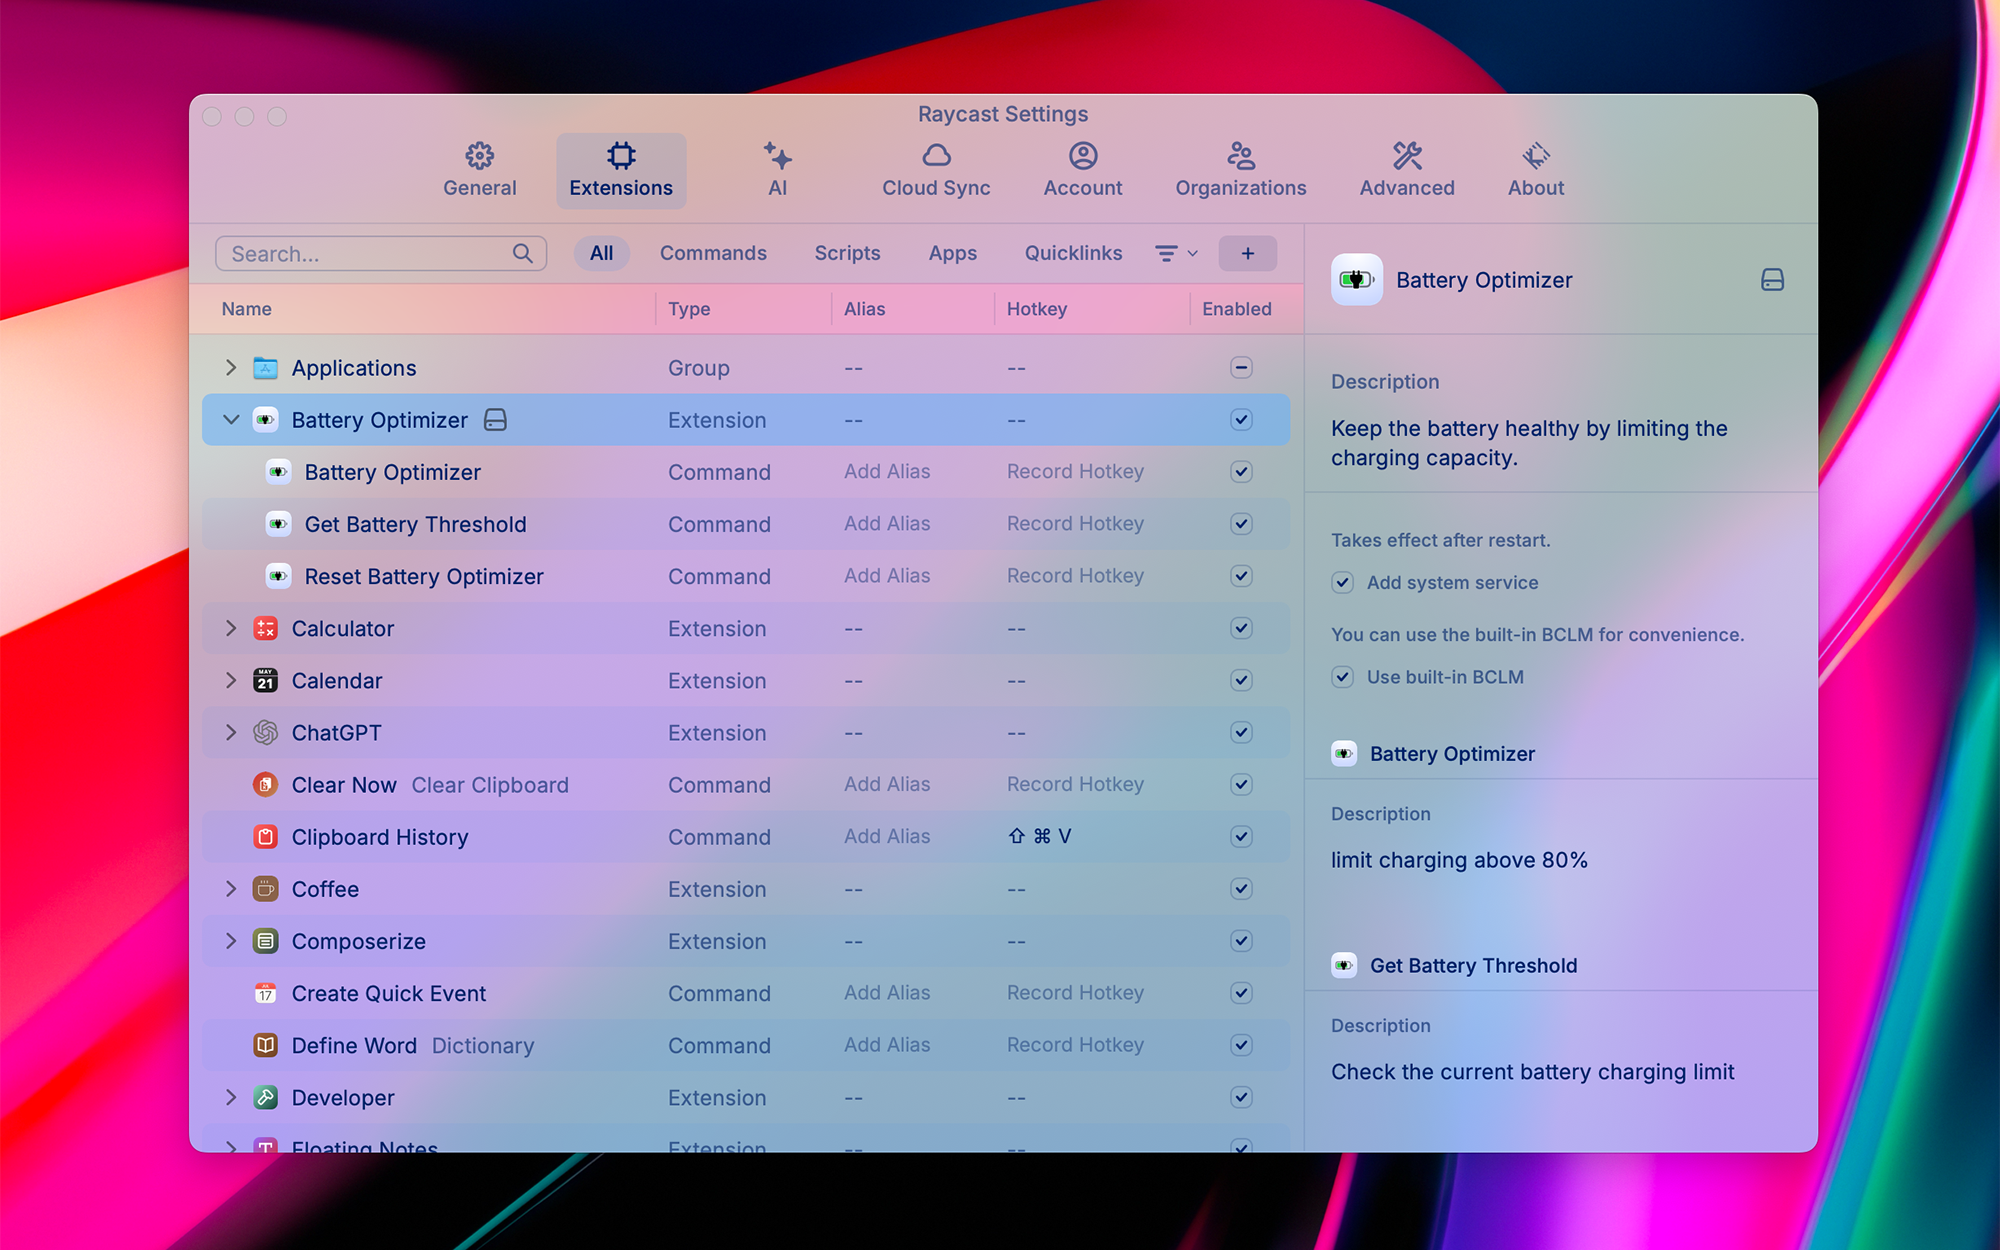 Raycast Settings
General Extensions AI Cloud Sync Account Organizations Advanced About
Search... All Commands Scripts Apps Quicklinks +
Name Type Alias Hotkey Enabled
Applications Group -- --
Battery Optimizer Extension -- --
Battery Optimizer Command Add Alias Record Hotkey
Get Battery Threshold Command Add Alias Record Hotkey
Reset Battery Optimizer Command Add Alias Record Hotkey
Calculator Extension -- --
MAY
21
Calendar Extension -- --
ChatGPT Extension -- --
Clear Now Clear Clipboard Command Add Alias Record Hotkey
Clipboard History Command Add Alias ⇧ ⌘ V
Coffee Extension -- --
Composerize Extension -- --
17
Create Quick Event Command Add Alias Record Hotkey
Define Word Dictionary Command Add Alias Record Hotkey
Developer Extension -- --
Floating Notes Extension -- --
Battery Optimizer
Description
Keep the battery healthy by limiting the
charging capacity.
Takes effect after restart.
Add system service
You can use the built-in BCLM for convenience.
Use built-in BCLM
Battery Optimizer
Description
limit charging above 80%
Get Battery Threshold
Description
Check the current battery charging limit